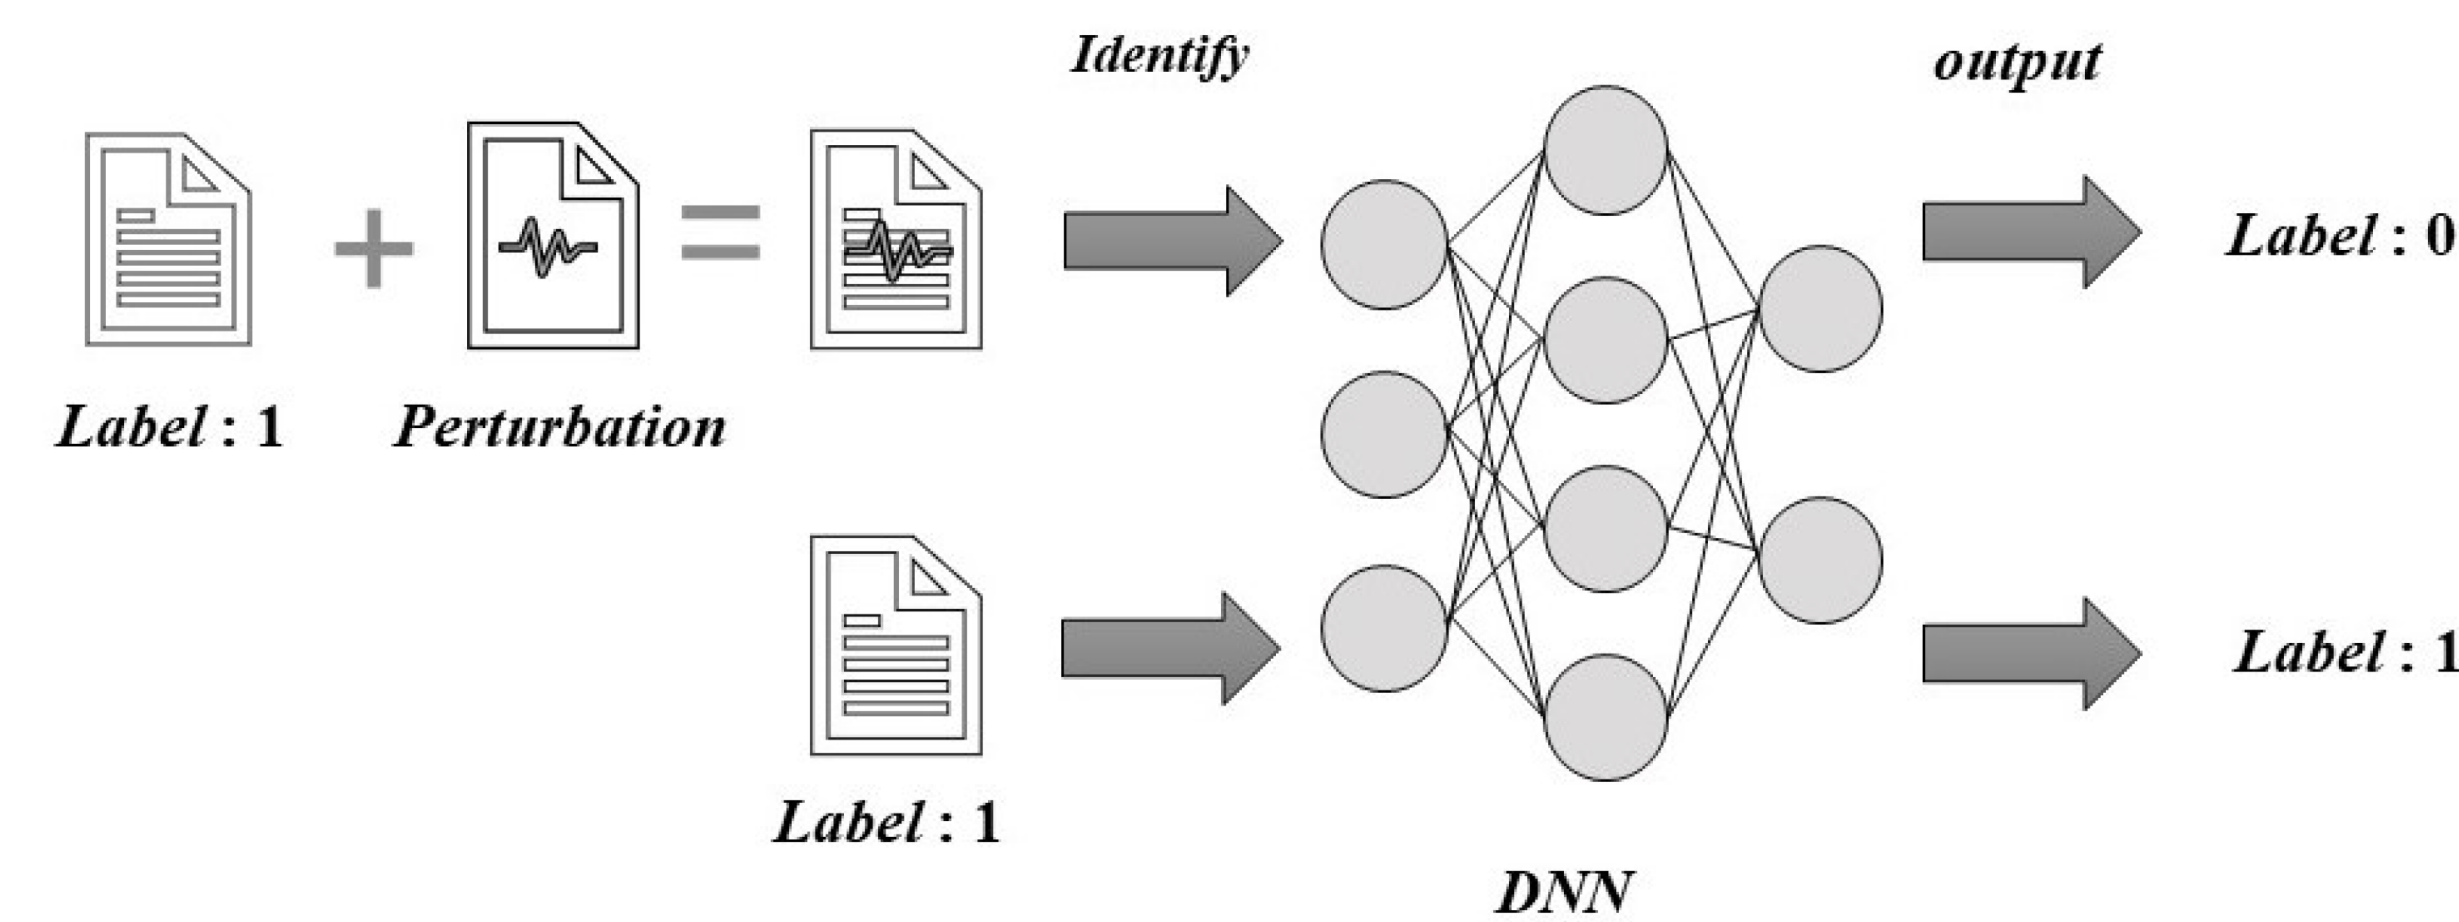 Identify
output
Label : 0
Label : 1
Perturbation
Label : 1
Label : 1
DNN